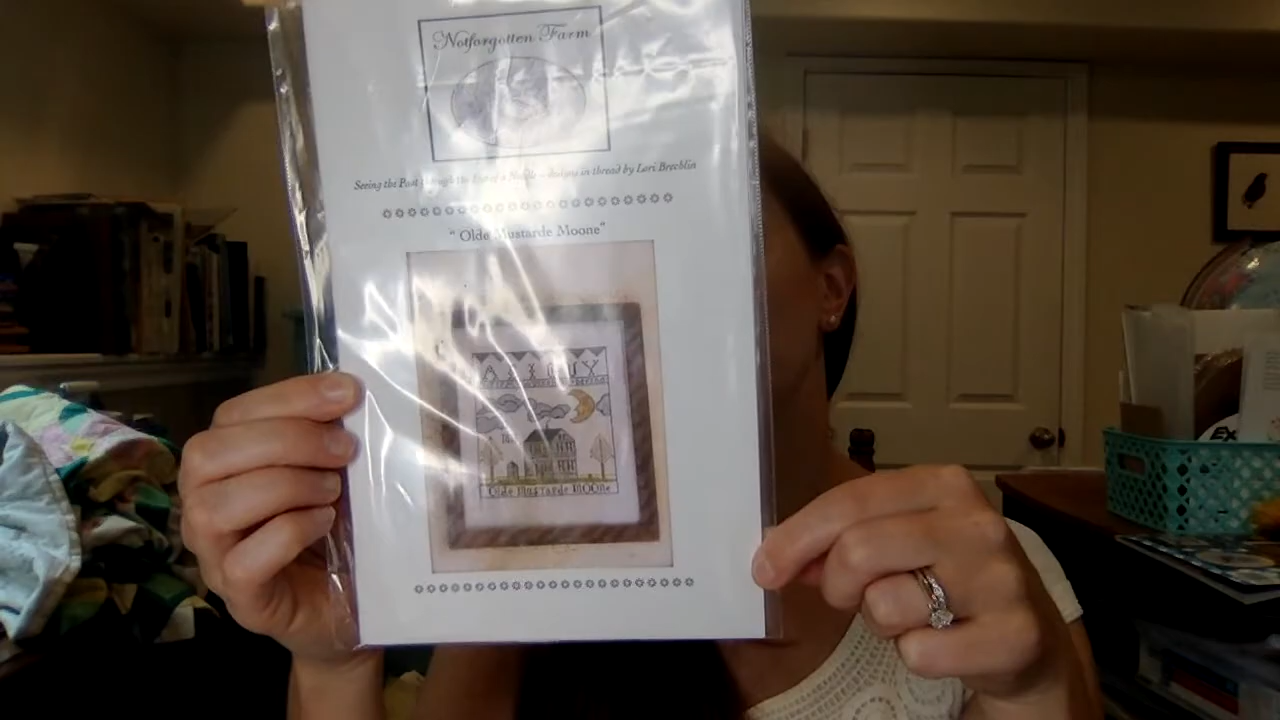 Notforgotten Farm
Seeing the Past through the Eye of a Needle - designs in thread by Lori Brechlin
" Olde Mustarde Moone"
Olde Mustarde MOOne
EX